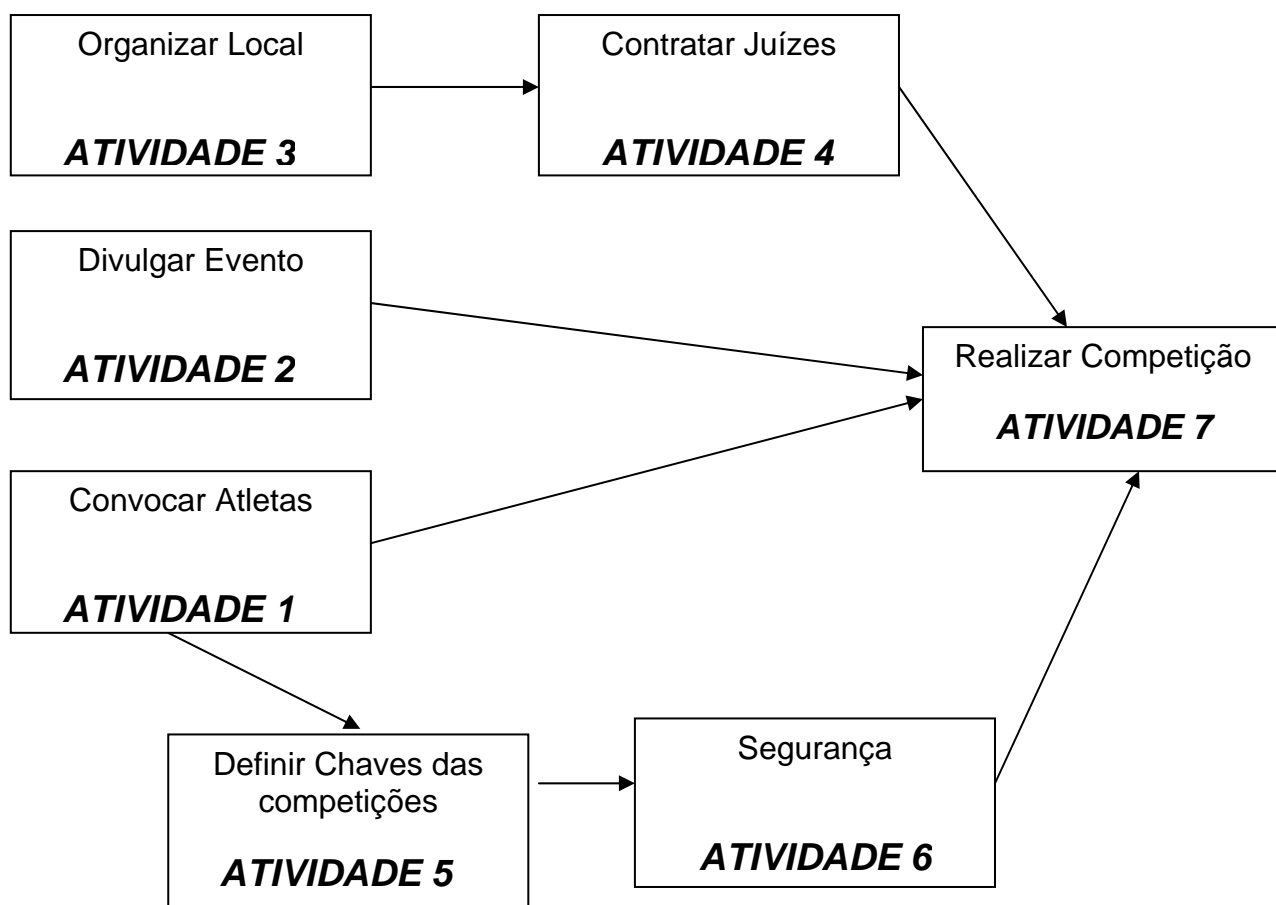 Organizar Local
ATIVIDADE 3
Contratar Juízes
ATIVIDADE 4
Divulgar Evento
ATIVIDADE 2
Realizar Competição
ATIVIDADE 7
Convocar Atletas
ATIVIDADE 1
Definir Chaves das
competições
ATIVIDADE 5
Segurança
ATIVIDADE 6